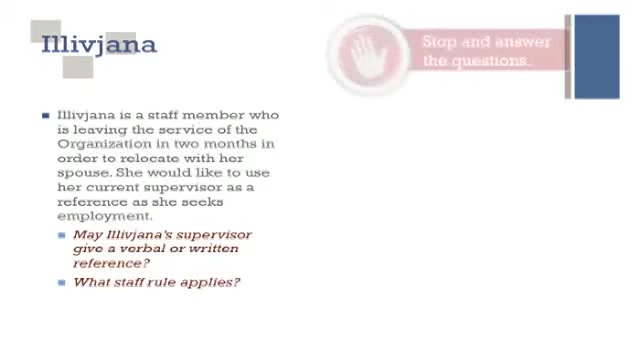 Illivjana
Stop and answer
the questions.
Illivjana is a staff member who
is leaving the service of the
Organization in two months in
order to relocate with her
spouse. She would like to use
her current supervisor as a
reference as she seeks
employment.
May Illivjana's supervisor
give a verbal or written
reference?
What staff rule applies?